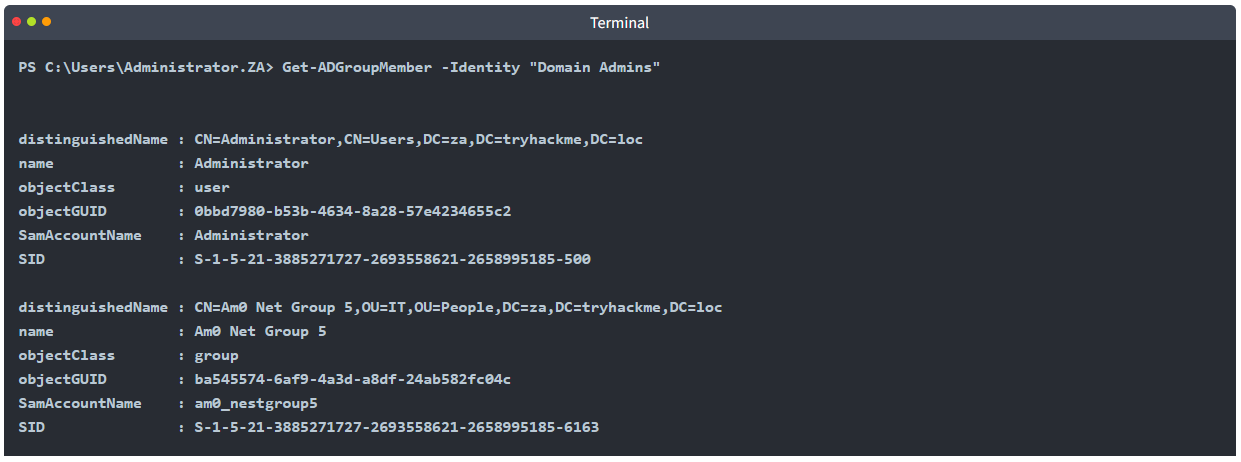 Terminal
PS C:\Users\Administrator.ZA> Get-ADGroupMember -Identity "Domain Admins"
distinguishedName : CN=Administrator,CN=Users,DC=za,DC=tryhackme,DC=loc
name              : Administrator
objectClass       : user
objectGUID        : 0bbd7980-b53b-4634-8a28-57e4234655c2
SamAccountName    : Administrator
SID               : S-1-5-21-3885271727-2693558621-2658995185-500
distinguishedName : CN=Am0 Net Group 5,OU=IT,OU=People,DC=za,DC=tryhackme,DC=loc
name              : Am0 Net Group 5
objectClass       : group
objectGUID        : ba545574-6af9-4a3d-a8df-24ab582fc04c
SamAccountName    : am0_nestgroup5
SID               : S-1-5-21-3885271727-2693558621-2658995185-6163